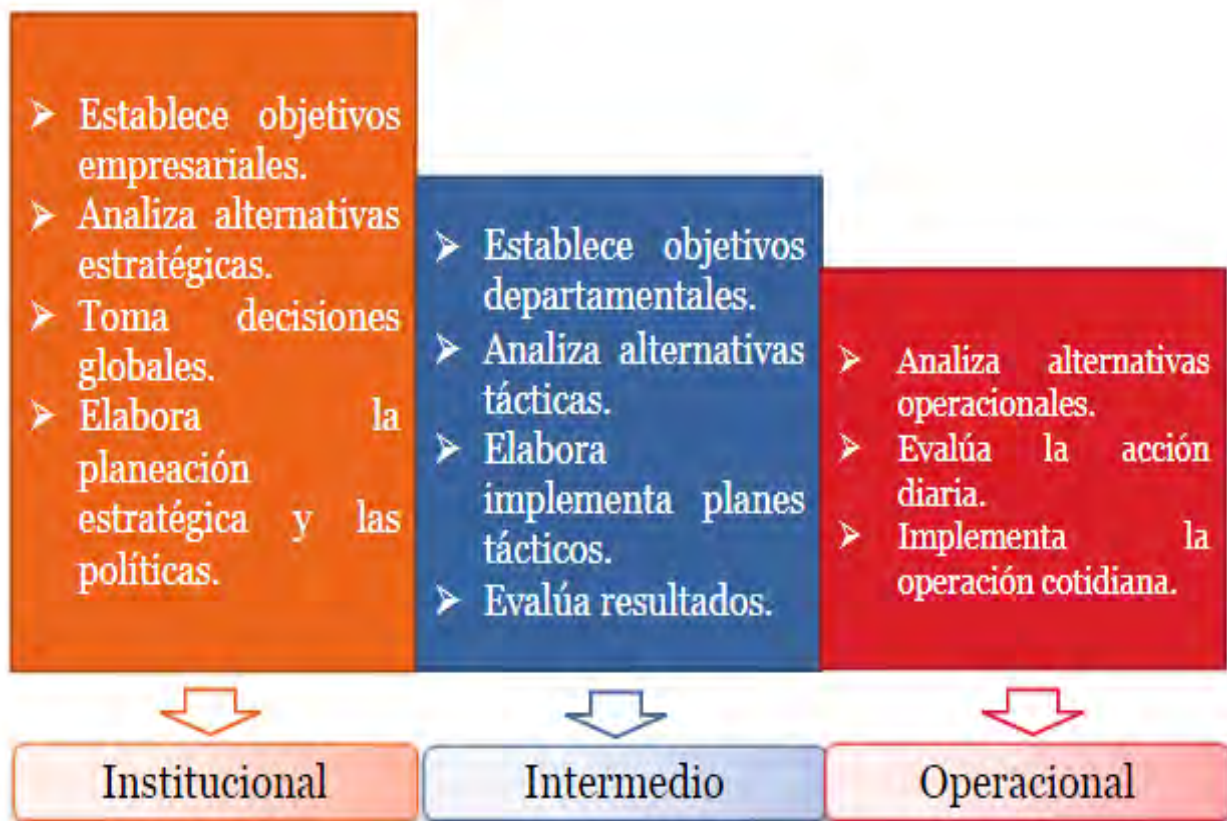 ➢ Establece objetivos
empresariales.
➢ Analiza alternativas
estratégicas.
➢ Toma decisiones
globales.
➢ Elabora la
planeación
estratégica y las
políticas.
➢ Establece objetivos
departamentales.
➢ Analiza alternativas
tácticas.
➢ Elabora
implementa planes
tácticos.
➢ Evalúa resultados.
➢ Analiza alternativas
operacionales.
➢ Evalúa la acción
diaria.
➢ Implementa la
operación cotidiana.
Institucional
Intermedio
Operacional